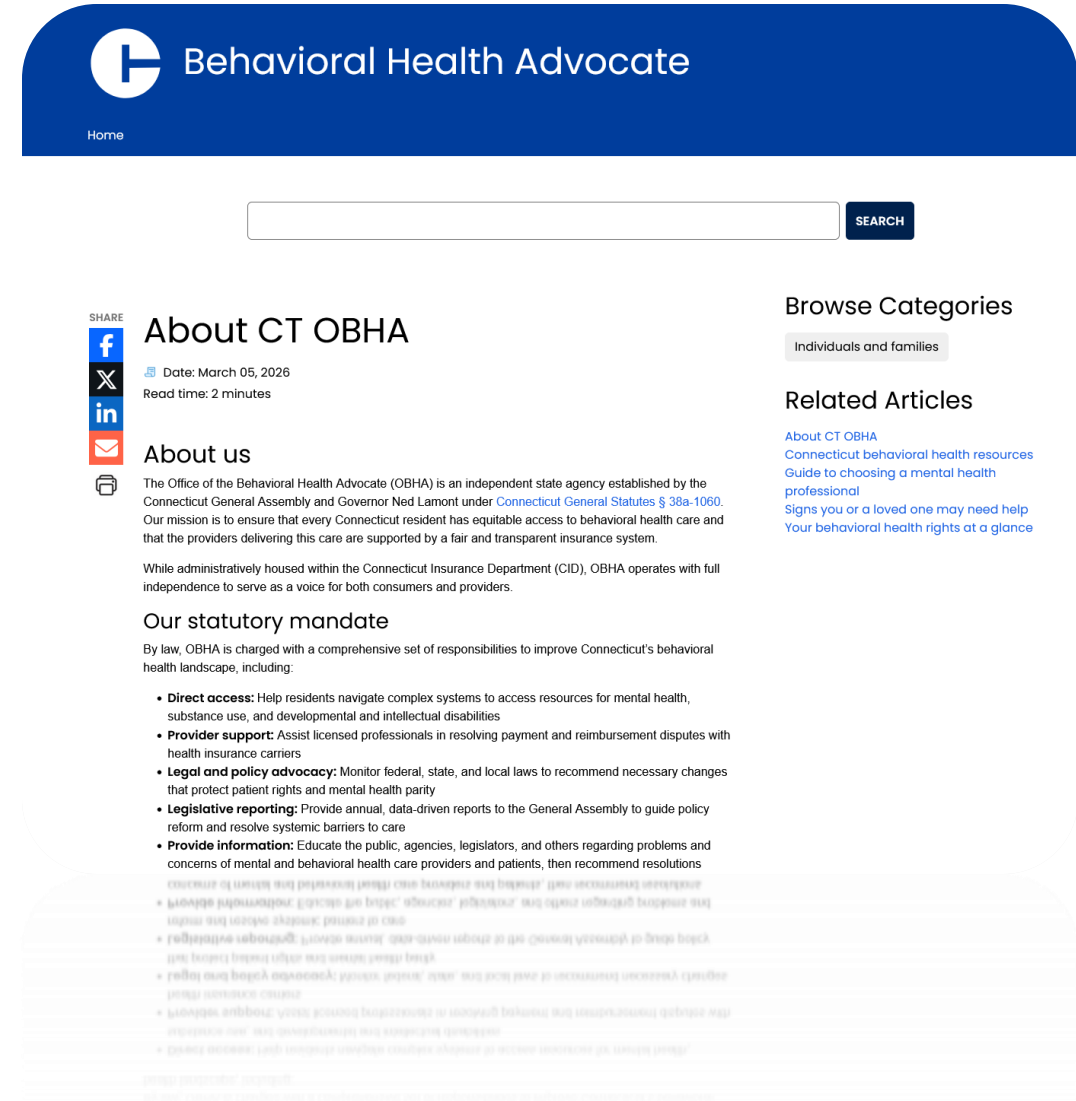 Behavioral Health Advocate
Home
SEARCH
SHARE
About CT OBHA
Date: March 05, 2026
Read time: 2 minutes
About us
The Office of the Behavioral Health Advocate (OBHA) is an independent state agency established by the
Connecticut General Assembly and Governor Ned Lamont under Connecticut General Statutes § 38a-1060.
Our mission is to ensure that every Connecticut resident has equitable access to behavioral health care and
that the providers delivering this care are supported by a fair and transparent insurance system.
While administratively housed within the Connecticut Insurance Department (CID), OBHA operates with full
independence to serve as a voice for both consumers and providers.
Our statutory mandate
By law, OBHA is charged with a comprehensive set of responsibilities to improve Connecticut's behavioral
health landscape, including:
• Direct access: Help residents navigate complex systems to access resources for mental health,
substance use, and developmental and intellectual disabilities
• Provider support: Assist licensed professionals in resolving payment and reimbursement disputes with
health insurance carriers
• Legal and policy advocacy: Monitor federal, state, and local laws to recommend necessary changes
that protect patient rights and mental health parity
• Legislative reporting: Provide annual, data-driven reports to the General Assembly to guide policy
reform and resolve systemic barriers to care
• Provide information: Educate the public, agencies, legislators, and others regarding problems and
concerns of mental and behavioral health care providers and patients, then recommend resolutions
Browse Categories
Individuals and families
Related Articles
About CT OBHA
Connecticut behavioral health resources
Guide to choosing a mental health
professional
Signs you or a loved one may need help
Your behavioral health rights at a glance